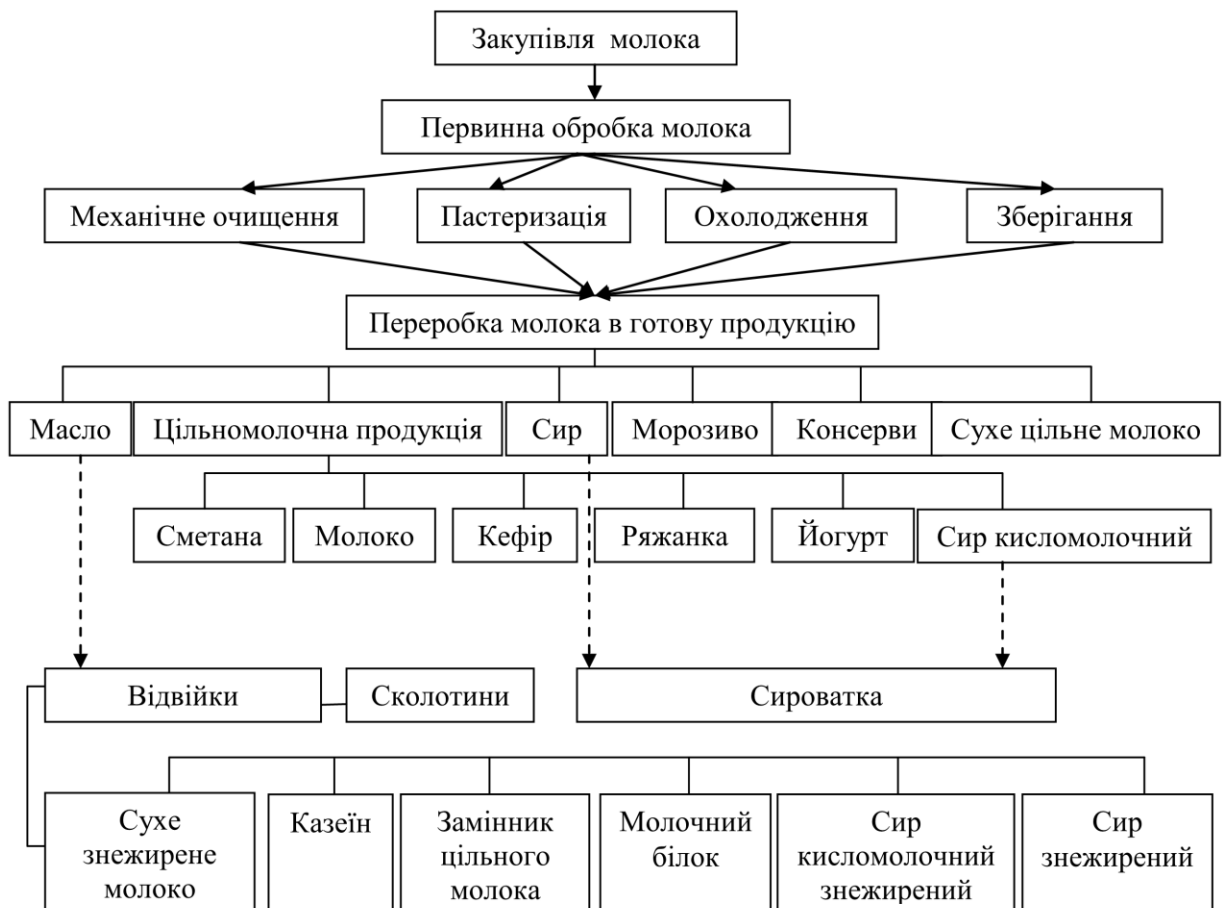 Закупівля молока
Первинна обробка молока
Механічне очищення
Пастеризація
Охолодження
Зберігання
Переробка молока в готову продукцію
Масло
Цільномолочна продукція
Сир
Морозиво
Консерви
Сухе цільне молоко
Сметана
Молоко
Кефір
Ряжанка
Йогурт
Сир кисломолочний
Відвійки
Сколотини
Сироватка
Сухе
знежирене
молоко
Казеїн
Замінник
цільного
молока
Молочний
білок
Сир
кисломолочний
знежирений
Сир
знежирений